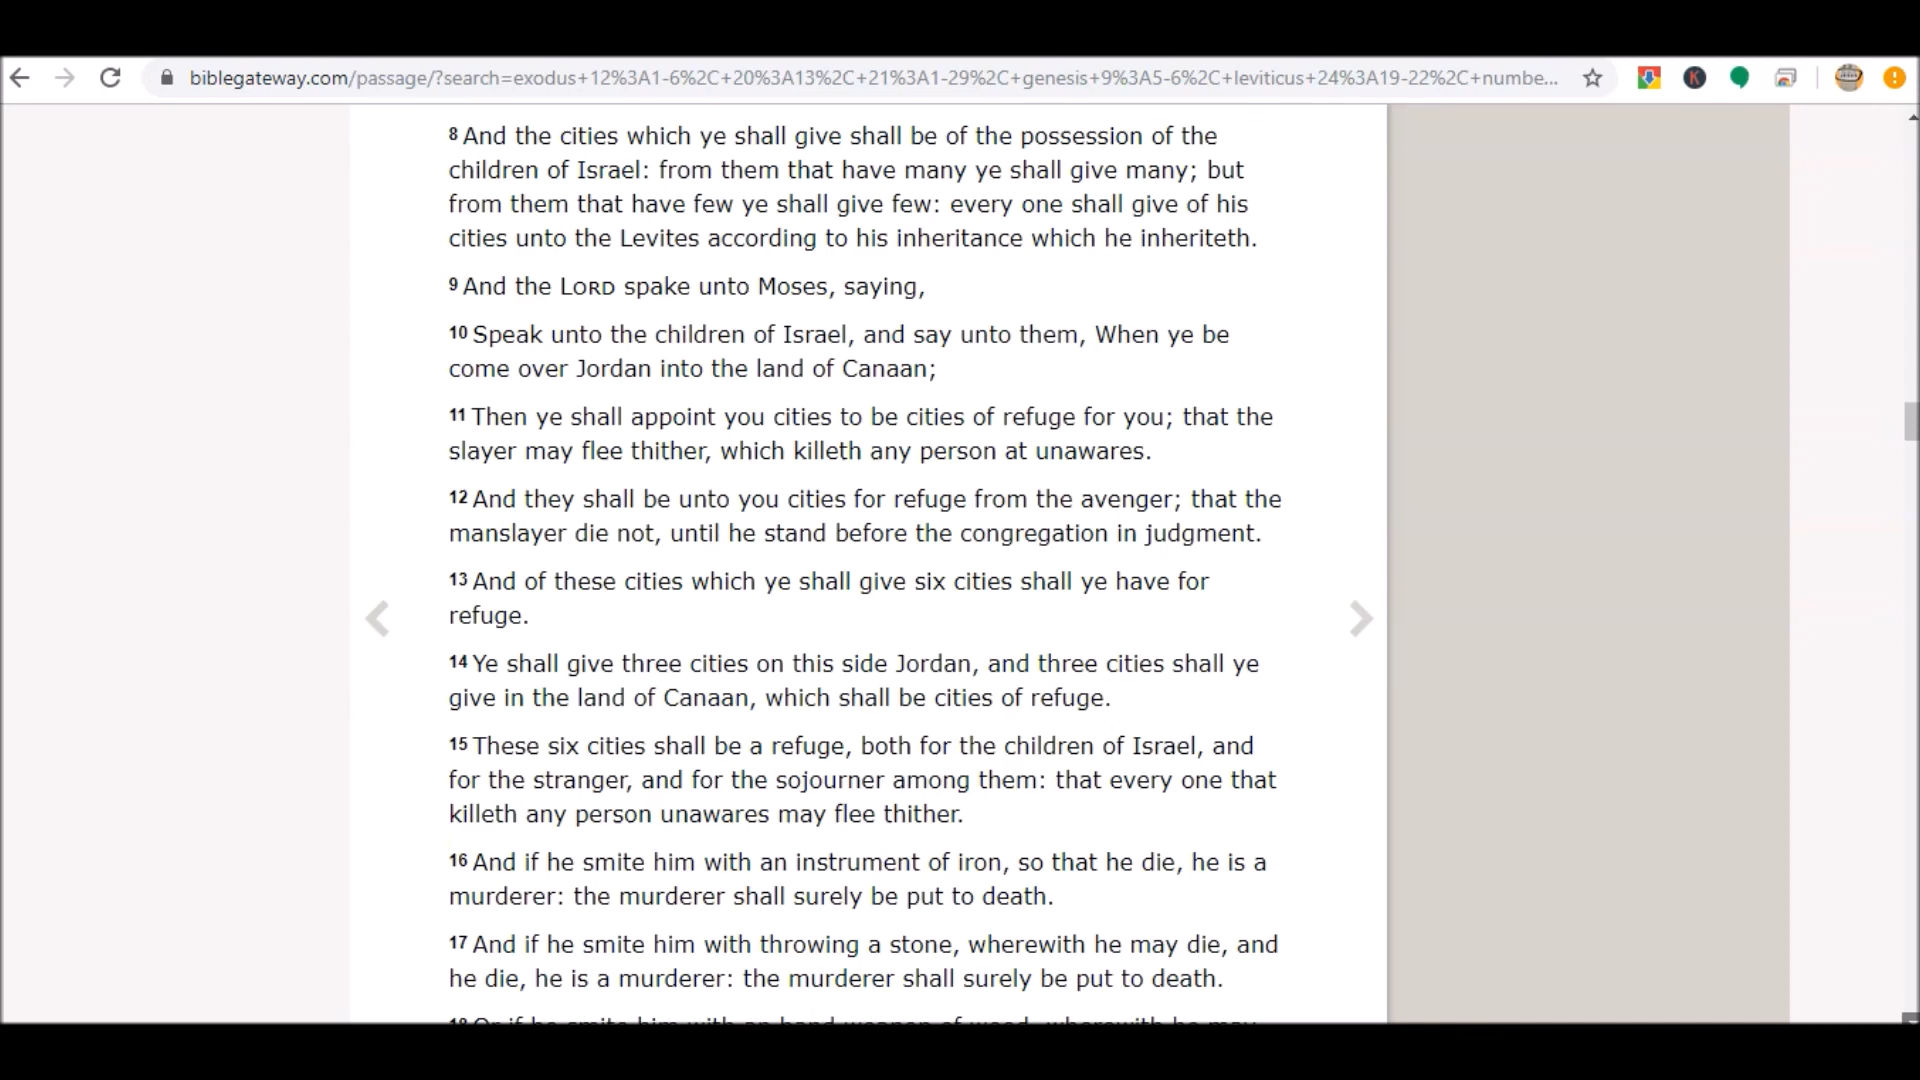 biblegateway.com/passage/?search=exodus+12%3A1-6%2C+20%3A13%2C+21%3A1-29%2C+genesis+9%3A5-6%2C+leviticus+24%3A19-22%2C+numbe...
8 And the cities which ye shall give shall be of the possession of the
children of Israel: from them that have many ye shall give many; but
from them that have few ye shall give few: every one shall give of his
cities unto the Levites according to his inheritance which he inheriteth.
9 And the LORD spake unto Moses, saying,
10 Speak unto the children of Israel, and say unto them, When ye be
come over Jordan into the land of Canaan;
11 Then ye shall appoint you cities to be cities of refuge for you; that the
slayer may flee thither, which killeth any person at unawares.
12 And they shall be unto you cities for refuge from the avenger; that the
manslayer die not, until he stand before the congregation in judgment.
13 And of these cities which ye shall give six cities shall ye have for
refuge.
14 Ye shall give three cities on this side Jordan, and three cities shall ye
give in the land of Canaan, which shall be cities of refuge.
15 These six cities shall be a refuge, both for the children of Israel, and
for the stranger, and for the sojourner among them: that every one that
killeth any person unawares may flee thither.
16 And if he smite him with an instrument of iron, so that he die, he is a
murderer: the murderer shall surely be put to death.
17 And if he smite him with throwing a stone, wherewith he may die, and
he die, he is a murderer: the murderer shall surely be put to death.
18 Or if he smite him with an hand weapon of wood, wherewith he may